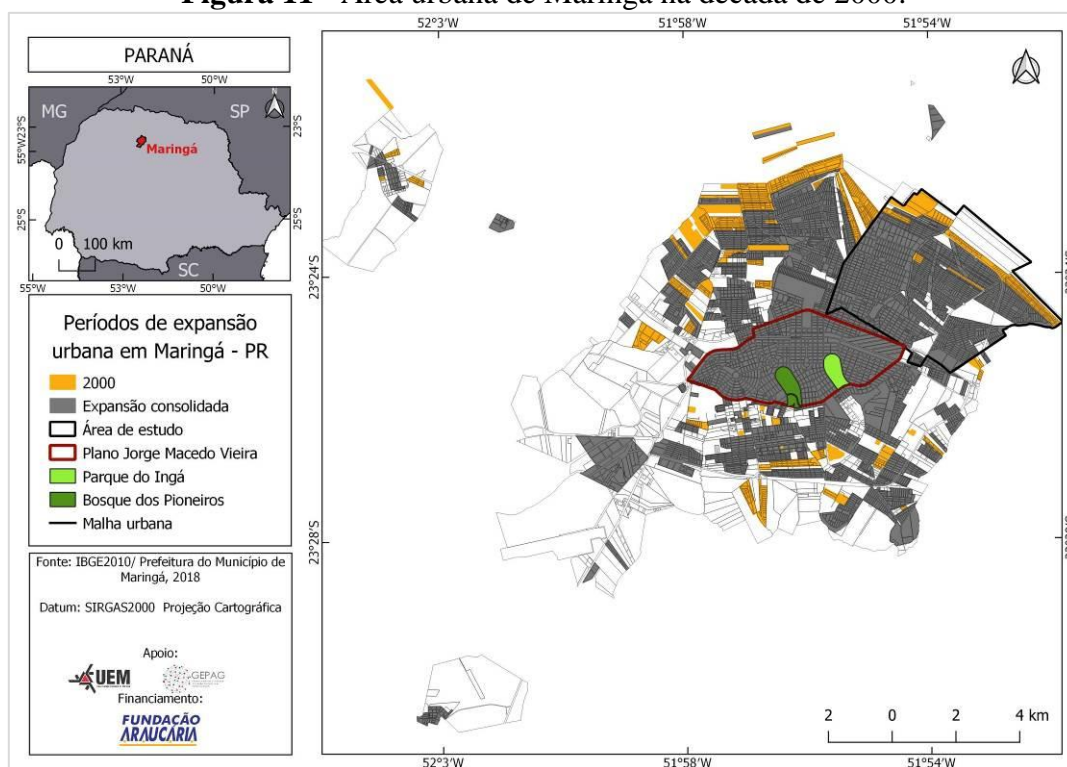 Figura 11 - Área urbana de Maringá na década de 2000.
PARANÁ
53°W
50°W
MG
SP
N
23°S
55°W23°S
Maringá
25°S
25°S
0 100 km
SC
55°W
53°W
50°W
Períodos de expansão
urbana em Maringá - PR
2000
Expansão consolidada
Área de estudo
Plano Jorge Macedo Vieira
Parque do Ingá
Bosque dos Pioneiros
Malha urbana
Fonte: IBGE2010/ Prefeitura do Município de
Maringá, 2018
Datum: SIRGAS2000 Projeção Cartográfica
Apoio:
UEM
GEPAG
Financiamento:
FUNDAÇÃO
ARAUCÁRIA
52°3'W
51°58'W
51°54'W
23°24'S
23°28'S
2 0 2 4 km
52°3'W
51°58'W
51°54'W